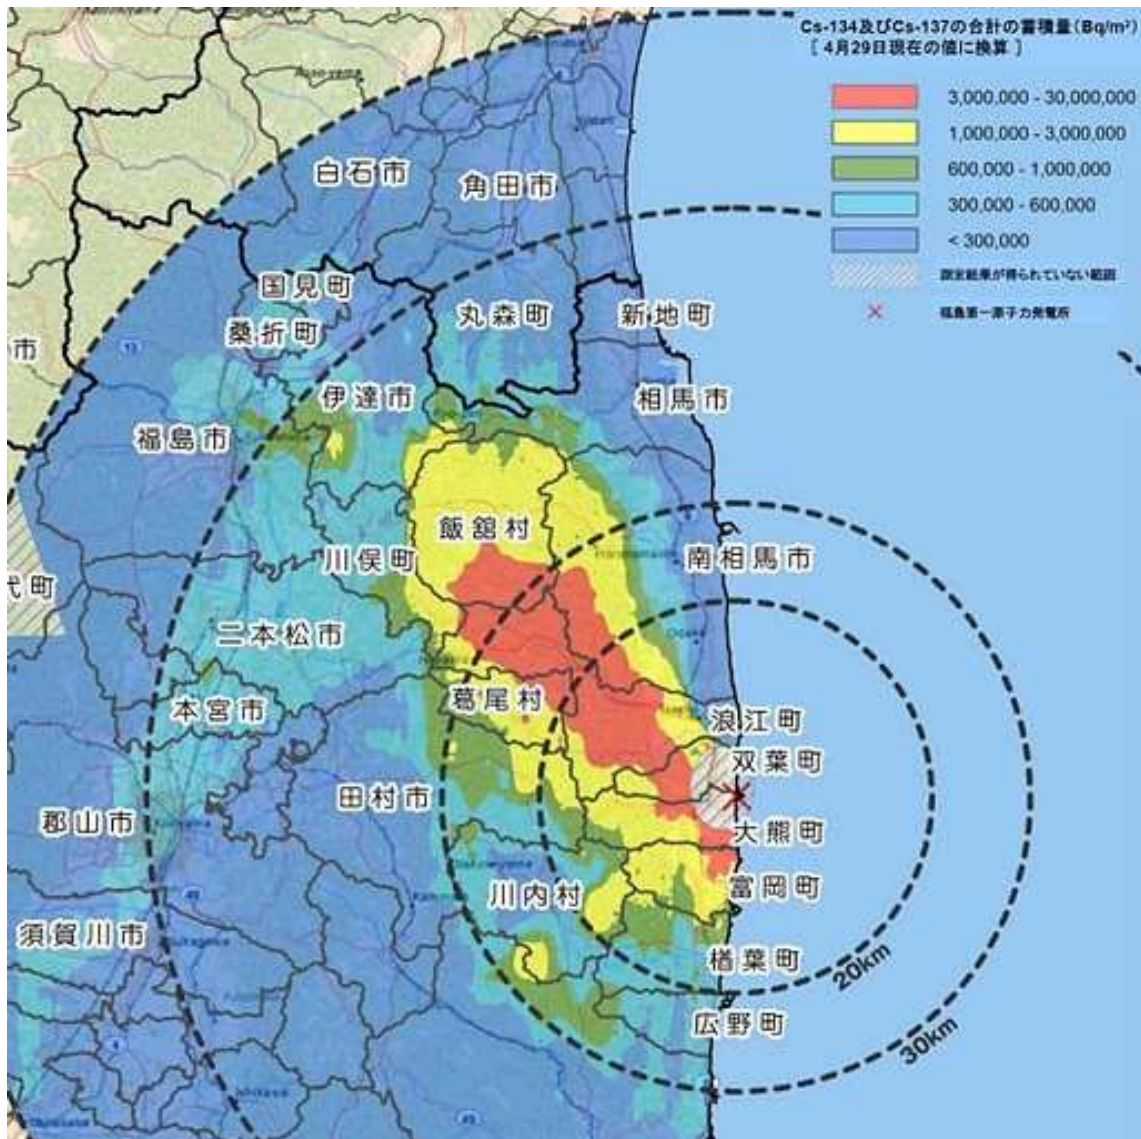 Cs-134及びCs-137の合計の蓄積量(Bq/m²)
[ 4月29日現在の値に換算 ]
3,000,000 - 30,000,000
1,000,000 - 3,000,000
600,000 - 1,000,000
300,000 - 600,000
< 300,000
測定結果が得られていない範囲
福島第一原子力発電所
白石市
角田市
国見町
丸森町
新地町
桑折町
市
伊達市
相馬市
福島市
飯舘村
川俣町
南相馬市
代町
二本松市
葛尾村
本宮市
浪江町
双葉町
田村市
郡山市
大熊町
川内村
富岡町
須賀川市
楢葉町
20km
広野町
30km